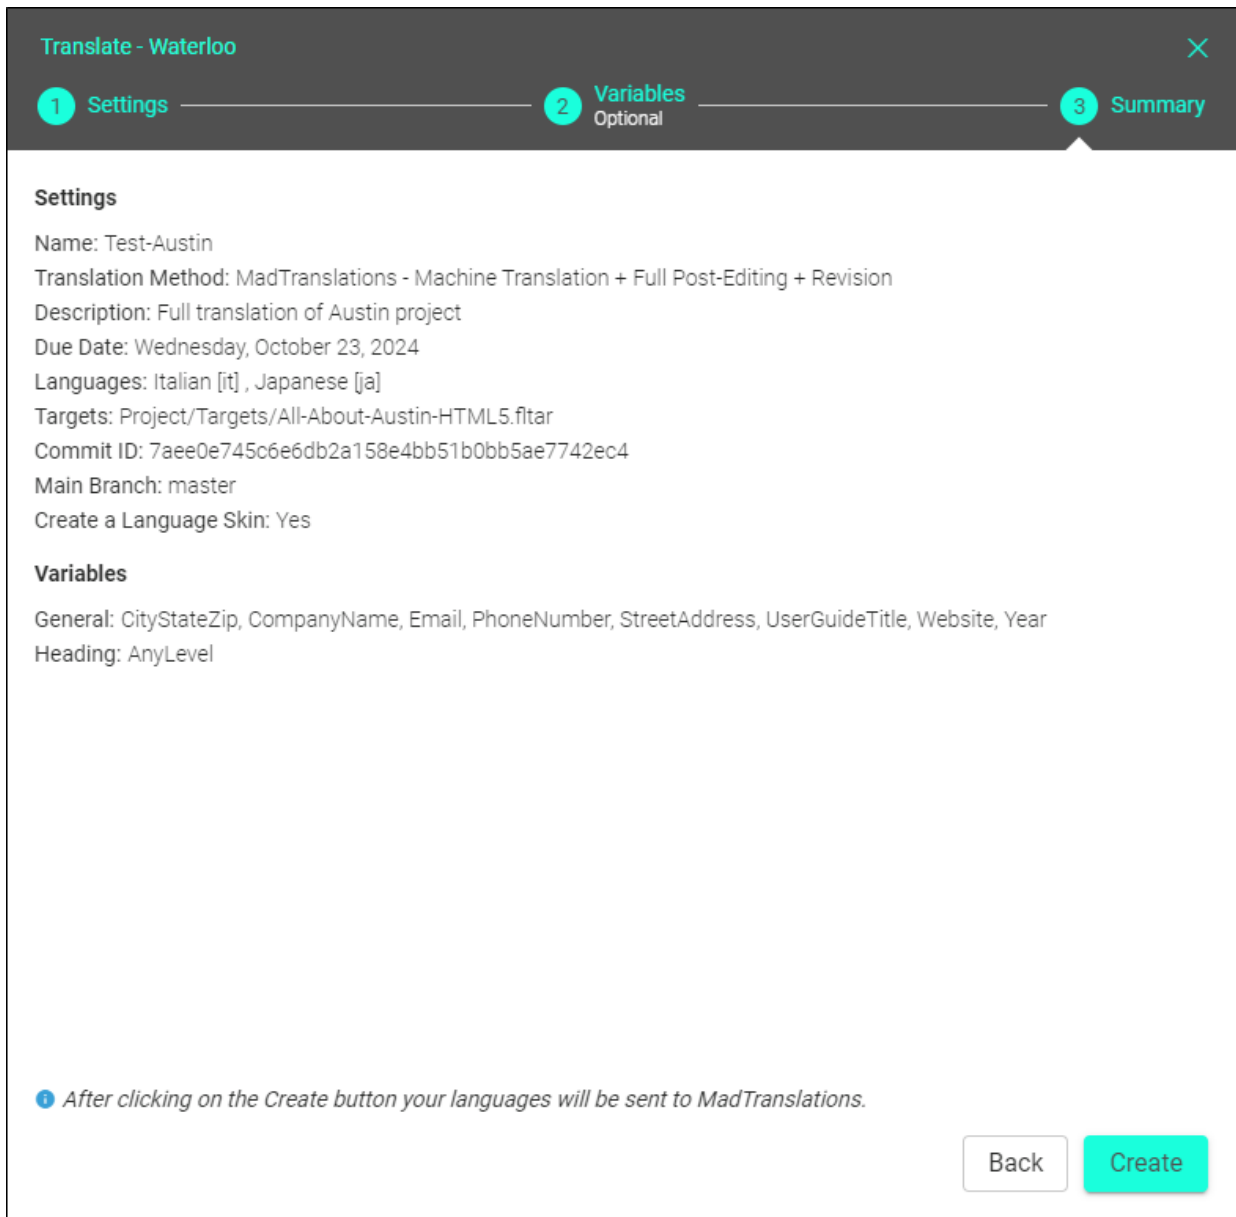 Translate - Waterloo
1 Settings
2 Variables
Optional
3 Summary
Settings
Name: Test-Austin
Translation Method: MadTranslations - Machine Translation + Full Post-Editing + Revision
Description: Full translation of Austin project
Due Date: Wednesday, October 23, 2024
Languages: Italian [it] , Japanese [ja]
Targets: Project/Targets/All-About-Austin-HTML5.fltar
Commit ID: 7aee0e745c6e6db2a158e4bb51b0bb5ae7742ec4
Main Branch: master
Create a Language Skin: Yes
Variables
General: CityStateZip, CompanyName, Email, PhoneNumber, StreetAddress, UserGuideTitle, Website, Year
Heading: AnyLevel
After clicking on the Create button your languages will be sent to MadTranslations.
Back
Create